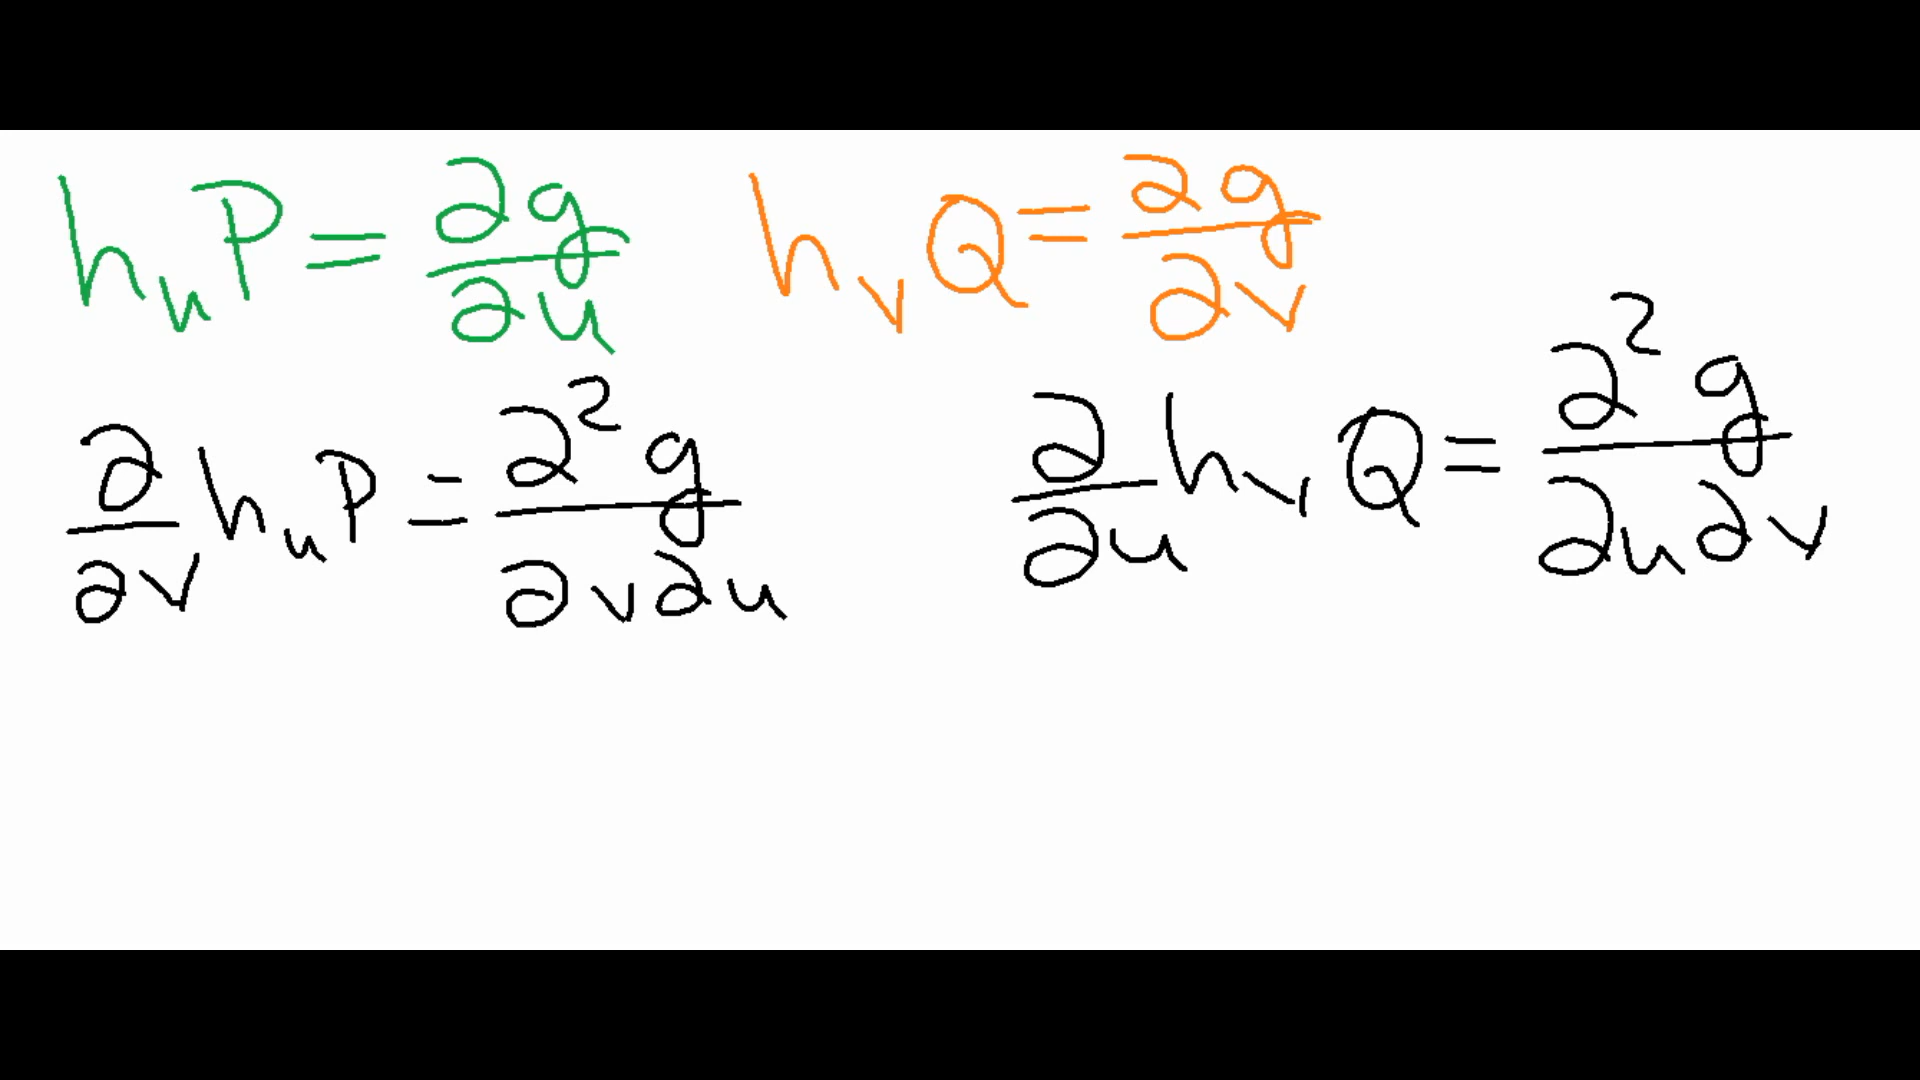 h_u P = ∂g/∂u   h_v Q = ∂g/∂v
∂/∂v h_u P = ∂²g/∂v∂u   ∂/∂u h_v Q = ∂²g/∂u∂v